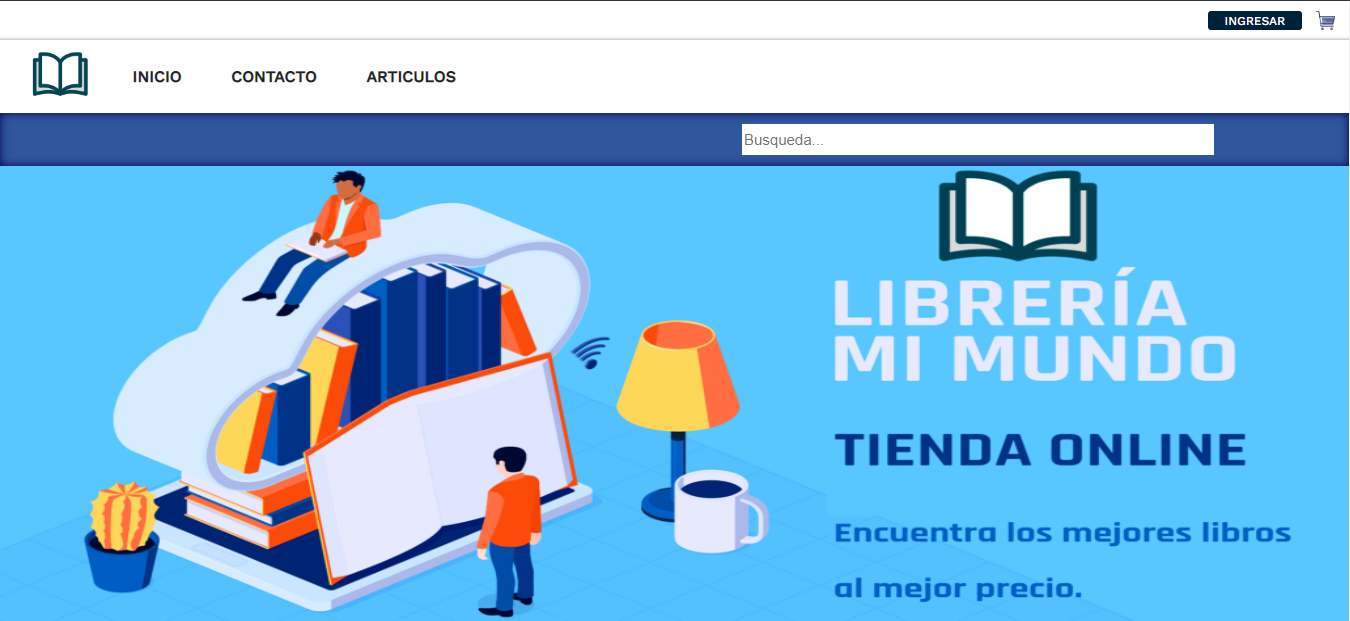 INGRESAR
INICIO CONTACTO ARTICULOS
Busqueda...
LIBRERÍA
MI MUNDO
TIENDA ONLINE
Encuentra los mejores libros
al mejor precio.